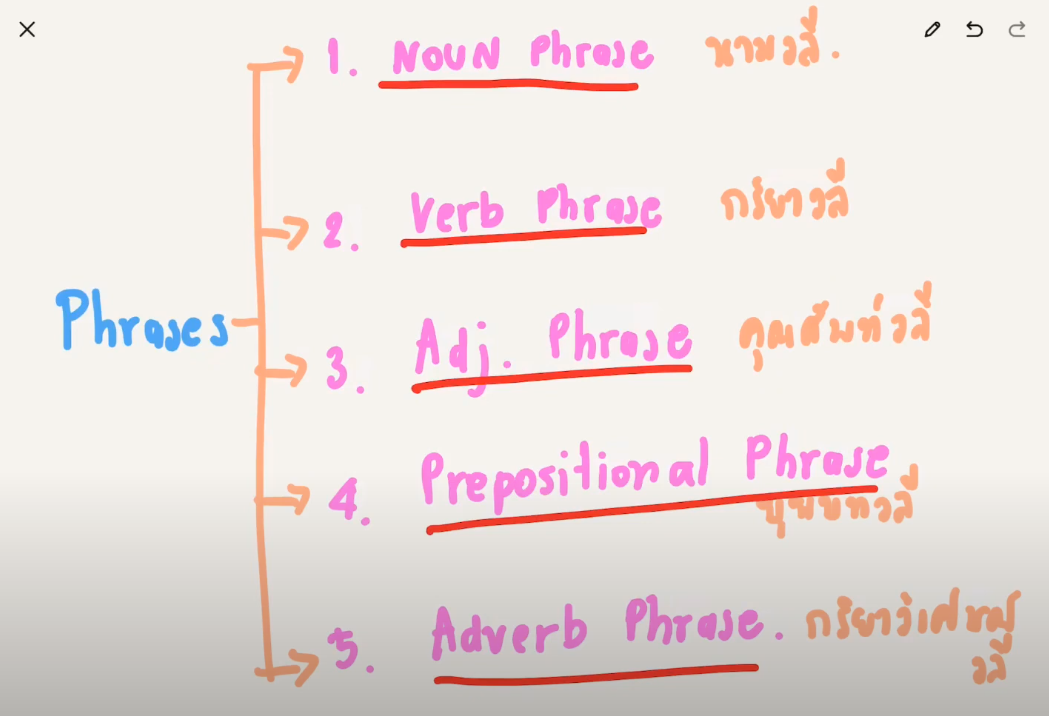 1. Noun Phrase นามวลี.
2. Verb Phrase กริยาวลี
Phrases
3. Adj. Phrase คุณศัพท์วลี
4. Prepositional Phrase
บุพบทวลี
5. Adverb Phrase. กริยาวิเศษณ์
วลี